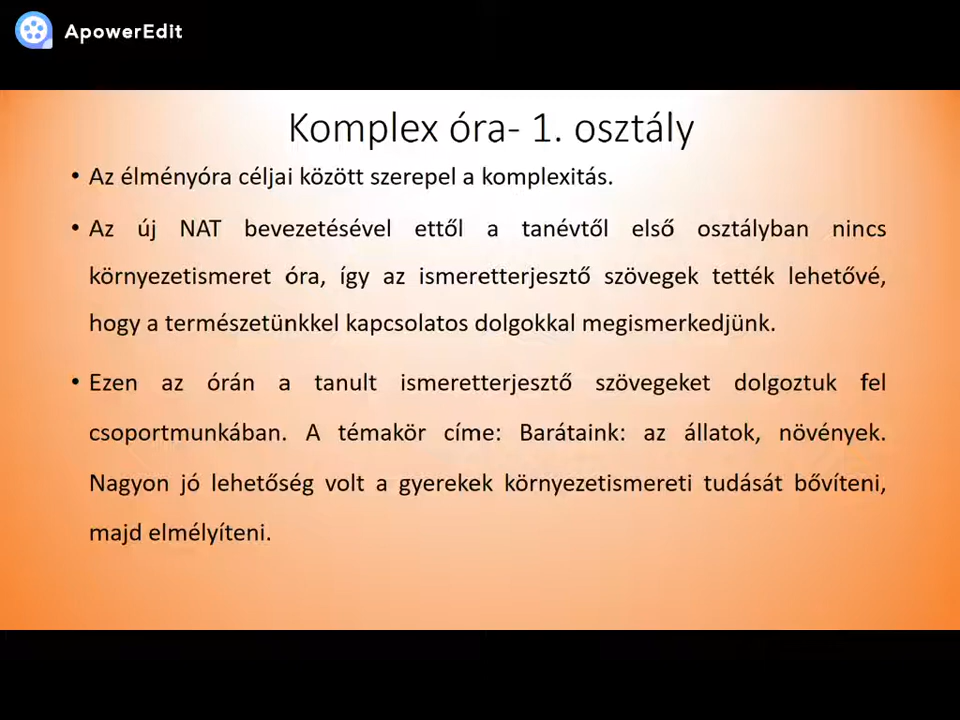 ApowerEdit
Komplex óra- 1. osztály
• Az élményóra céljai között szerepel a komplexitás.
• Az új NAT bevezetésével ettől a tanévtől első osztályban nincs
környezetismeret óra, így az ismeretterjesztő szövegek tették lehetővé,
hogy a természetünkkel kapcsolatos dolgokkal megismerkedjünk.
• Ezen az órán a tanult ismeretterjesztő szövegeket dolgoztuk fel
csoportmunkában. A témakör címe: Barátaink: az állatok, növények.
Nagyon jó lehetőség volt a gyerekek környezetismereti tudását bővíteni,
majd elmélyíteni.